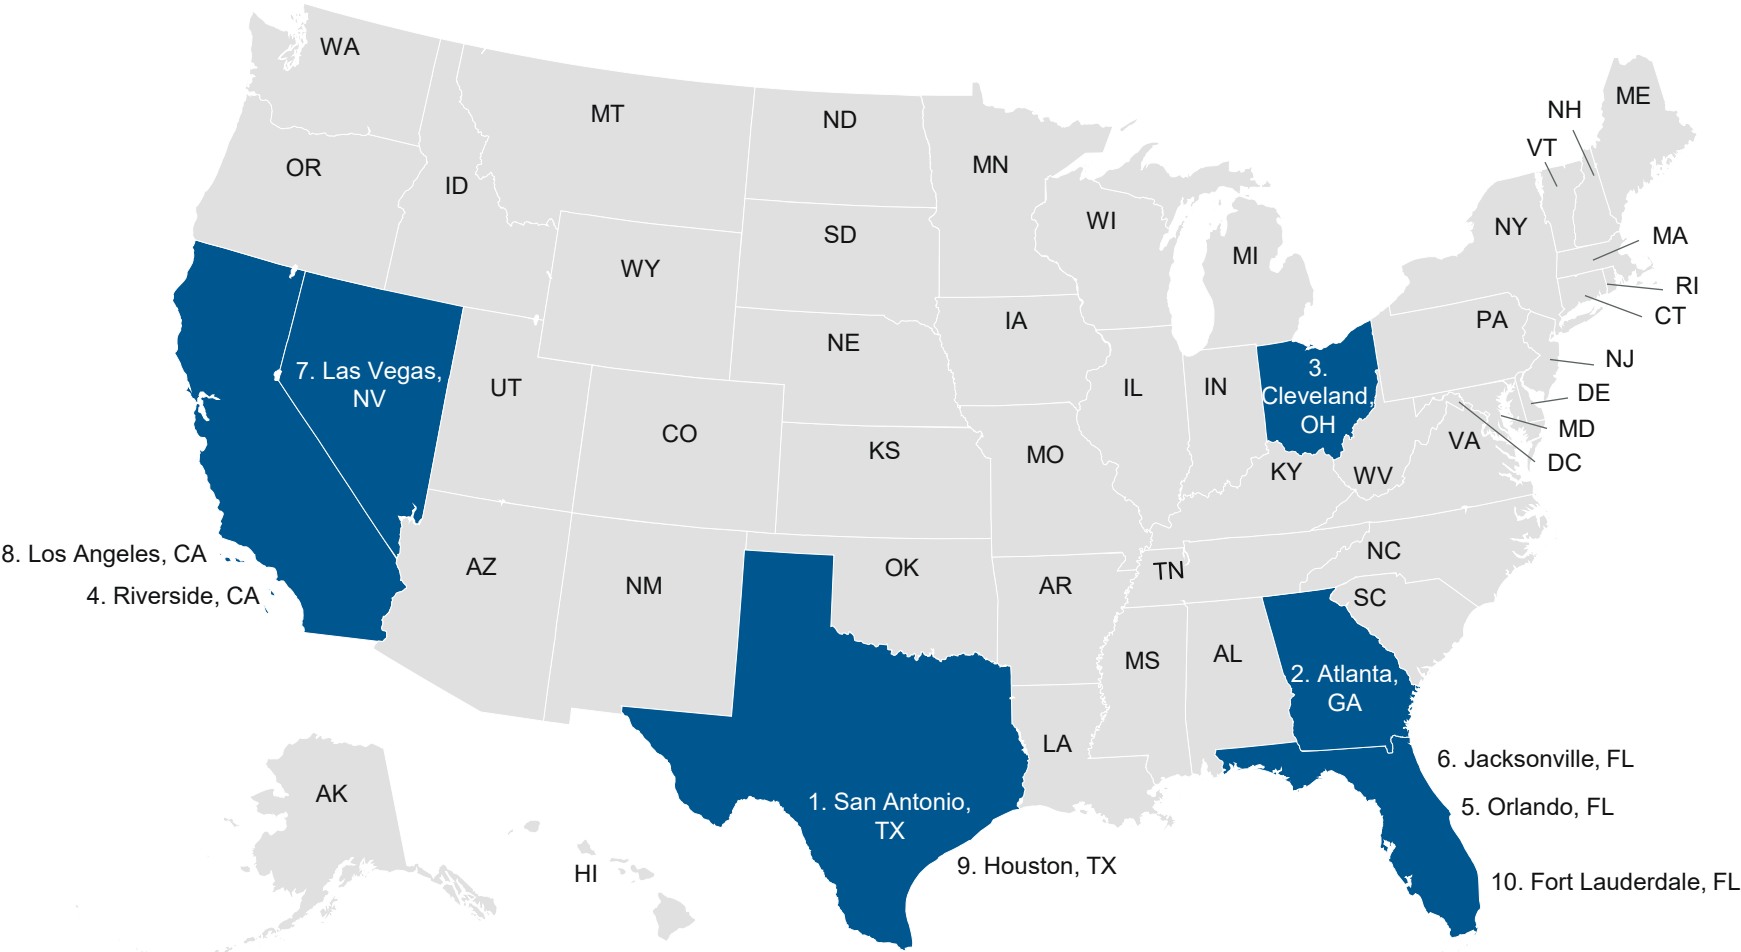 WA
MT
ND
MN
ME
NH
VT
OR
ID
SD
WI
MI
NY
MA
WY
RI
CT
IA
PA
NE
NJ
7. Las Vegas,
NV
UT
IL
IN
3.
Cleveland,
OH
DE
MD
CO
KS
MO
KY
WV
VA
DC
8. Los Angeles, CA
4. Riverside, CA
AZ
NM
OK
AR
TN
NC
SC
MS
AL
2. Atlanta,
GA
LA
6. Jacksonville, FL
5. Orlando, FL
AK
1. San Antonio,
TX
HI
9. Houston, TX
10. Fort Lauderdale, FL